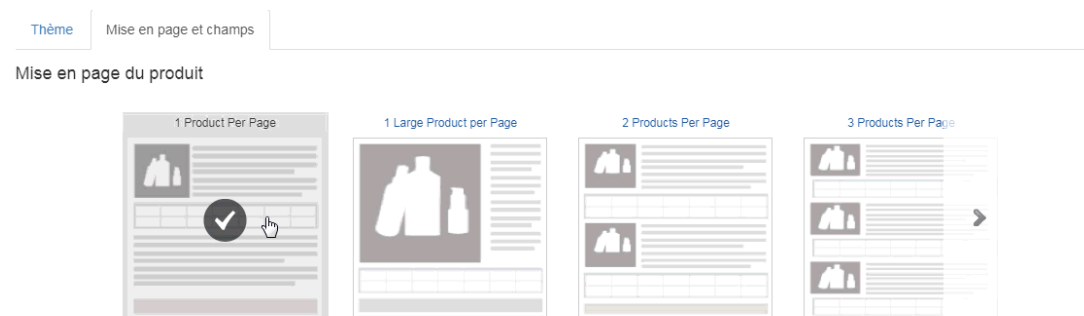 Thème
Mise en page et champs
Mise en page du produit
1 Product Per Page
1 Large Product per Page
2 Products Per Page
3 Products Per Page